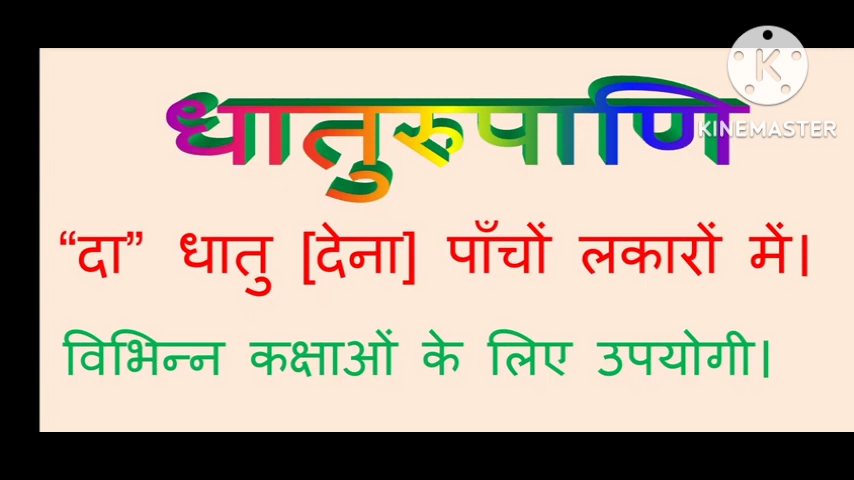 धातुरुपाणि
KINEMASTER
“दा” धातु [देना] पाँचों लकारों में।
विभिन्न कक्षाओं के लिए उपयोगी।